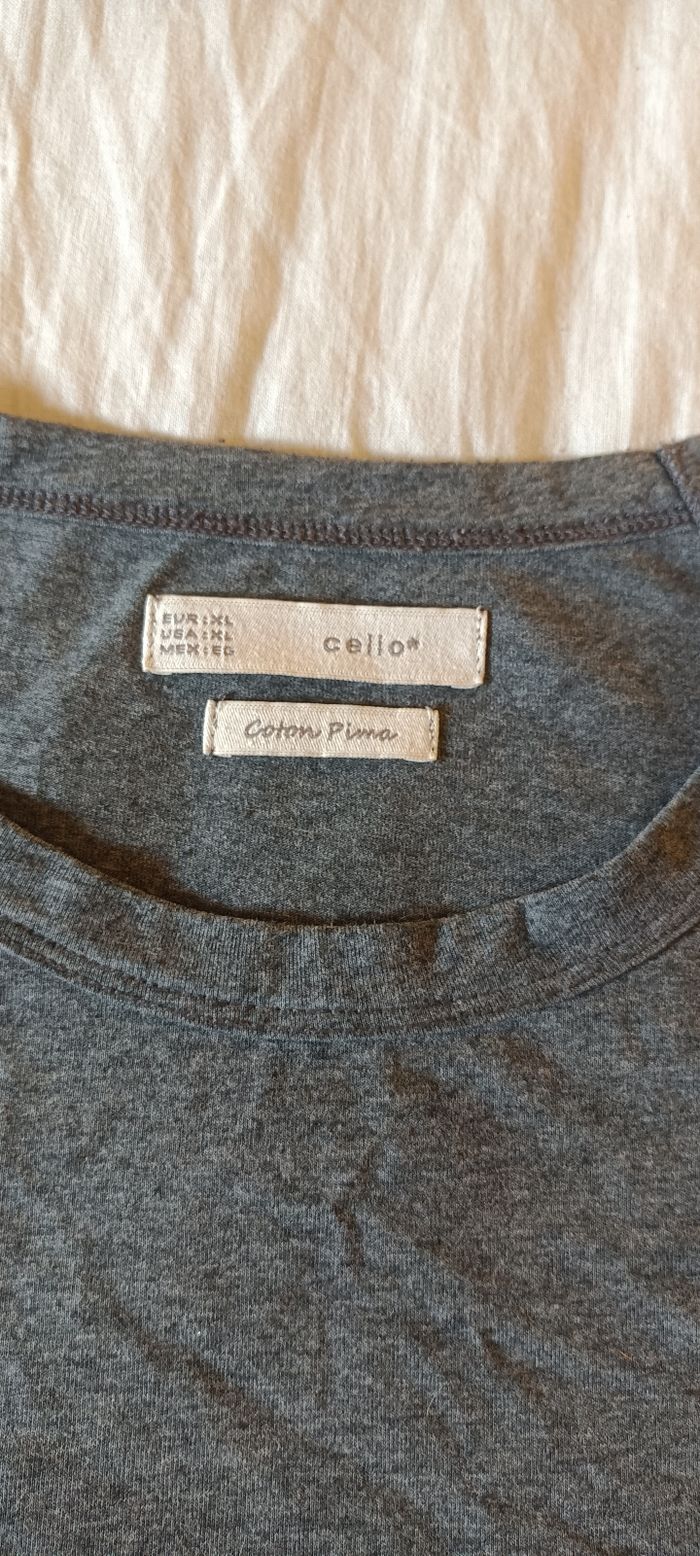 EUR:XL
USA:XL
MEX:EG
celio*
Coton Pima